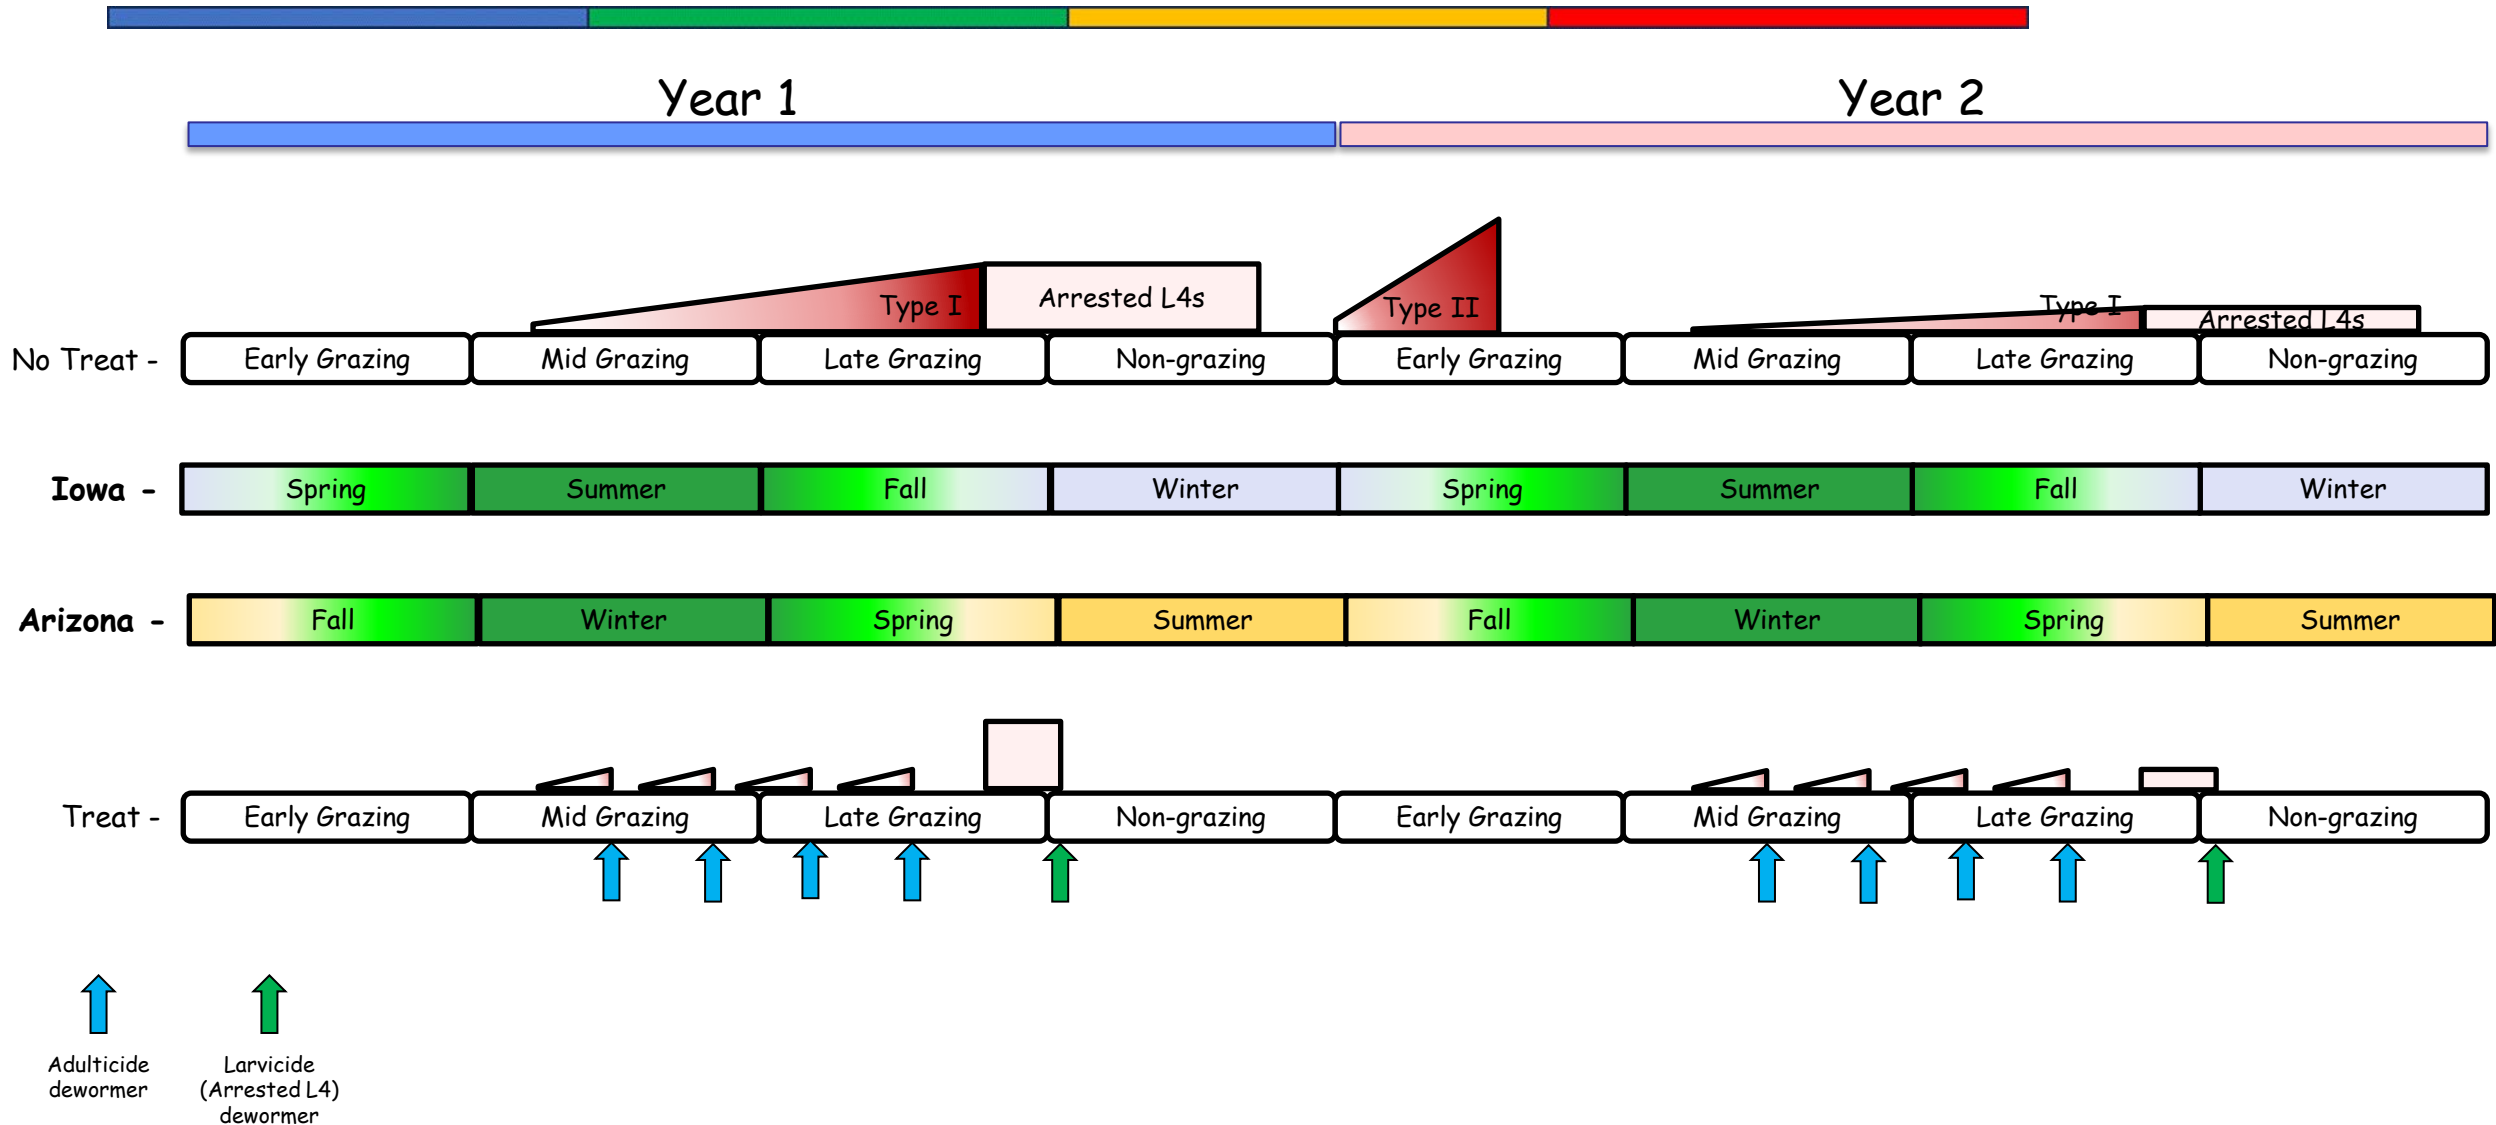 Year 1
Year 2
Type I
Arrested L4s
Type II
Type I
Arrested L4s
No Treat -
Early Grazing
Mid Grazing
Late Grazing
Non-grazing
Early Grazing
Mid Grazing
Late Grazing
Non-grazing
Iowa -
Spring
Summer
Fall
Winter
Spring
Summer
Fall
Winter
Arizona -
Fall
Winter
Spring
Summer
Fall
Winter
Spring
Summer
Treat -
Early Grazing
Mid Grazing
Late Grazing
Non-grazing
Early Grazing
Mid Grazing
Late Grazing
Non-grazing
Adulticide
dewormer
Larvicide
(Arrested L4)
dewormer